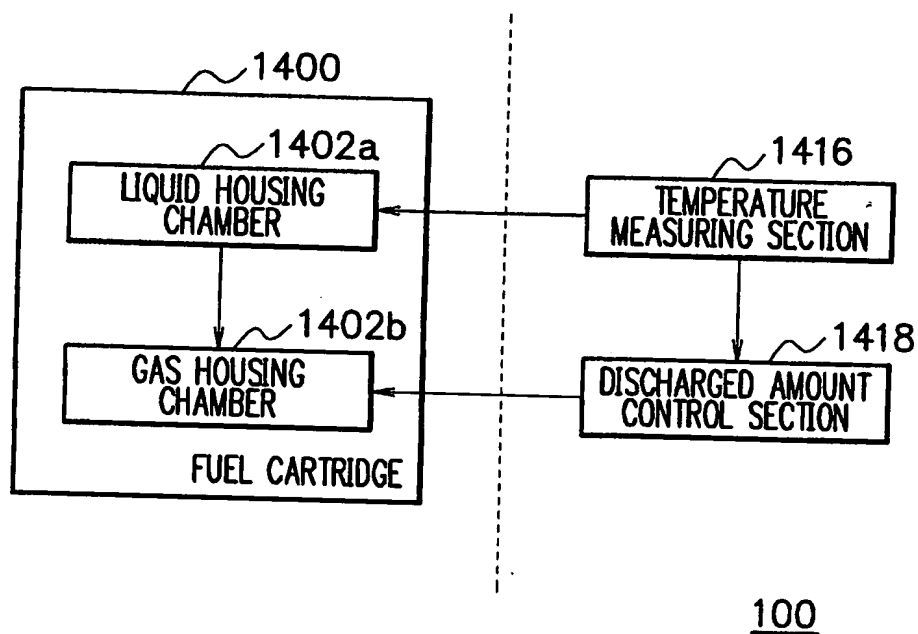 1400
1402a
LIQUID HOUSING
CHAMBER
1402b
GAS HOUSING
CHAMBER
FUEL CARTRIDGE
1416
TEMPERATURE
MEASURING SECTION
1418
DISCHARGED AMOUNT
CONTROL SECTION
100